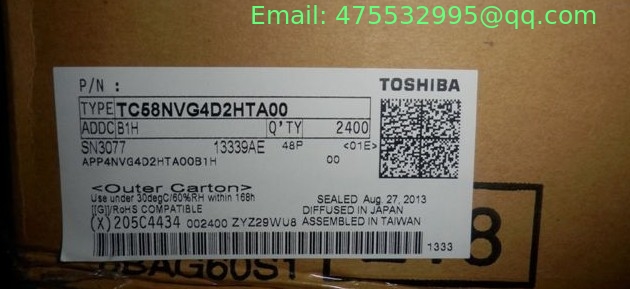 Email: 475532995@qq.com
P/N :
TOSHIBA
TYPE TC58NVG4D2HTA00
ADDC B1H Q'TY 2400
SN3077 13339AE 48P <01E>
APP4NVG4D2HTA00B1H 00
<Outer Carton>
Use under 30degC/60%RH within 168h
SEALED Aug. 27, 2013
[[G]]/RoHS COMPATIBLE DIFFUSED IN JAPAN
(X) 205C4434 002400 ZYZ29WU8 ASSEMBLED IN TAIWAN
1333
BAG60S1